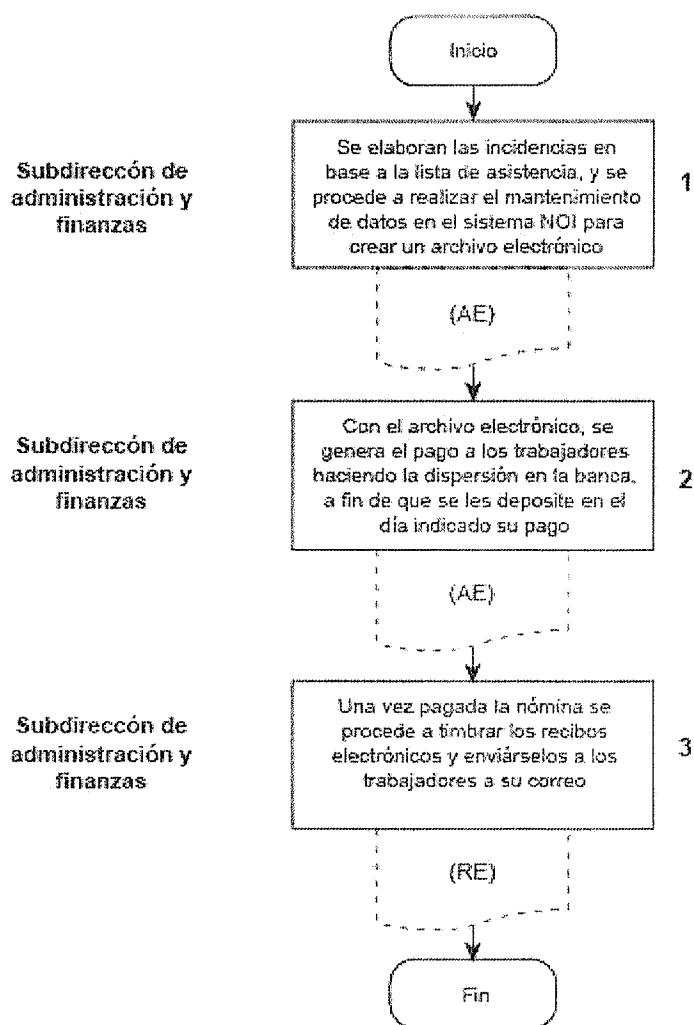 Inicio
Subdireccón de
administración y
finanzas
Se elaboran las incidencias en
base a la lista de asistencia, y se
procede a realizar el mantenimiento
de datos en el sistema NOI para
crear un archivo electrónico
1
(AE)
Subdireccón de
administración y
finanzas
Con el archivo electrónico, se
genera el pago a los trabajadores
haciendo la dispersión en la banca,
a fin de que se les deposite en el
día indicado su pago
2
(AE)
Subdireccón de
administración y
finanzas
Una vez pagada la nómina se
procede a timbrar los recibos
electrónicos y enviárselos a los
trabajadores a su correo
3
(RE)
Fin